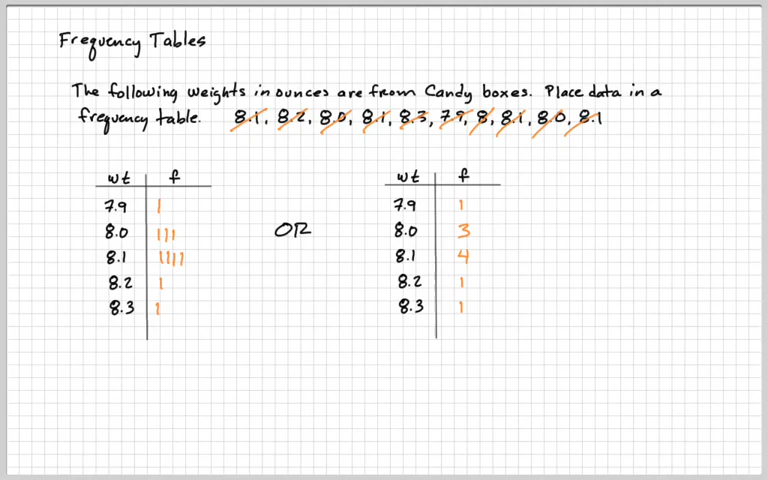 Frequency Tables
The following weights in ounces are from Candy boxes. Place data in a
frequency table. 8.1, 8.2, 8.0, 8.1, 8.3, 7.9, 8, 8.1, 8.0, 8.1
wt f wt f
7.9 | 7.9 1
8.0 ||| OR 8.0 3
8.1 |||| 8.1 4
8.2 | 8.2 1
8.3 | 8.3 1